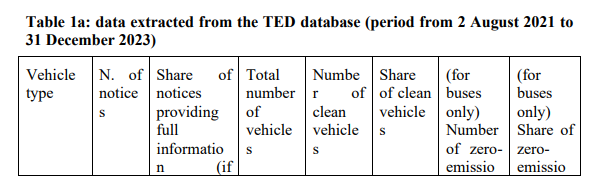 Table 1a: data extracted from the TED database (period from 2 August 2021 to
31 December 2023)
Vehicle type
N. of notice s
Share of notices providing full informatio n (if
Total number of vehicle s
Numbe r of clean vehicle s
Share of clean vehicle s
(for buses only) Number of zero- emissio
(for buses only) Share of zero- emissio